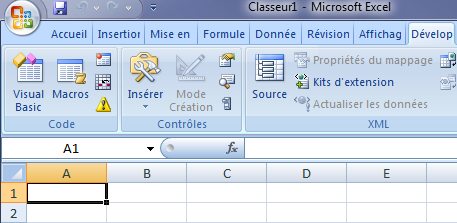 Classeur1 - Microsoft Excel
Accueil Insertion Mise en Formule Donnée Révision Affichag Dévelop
Visual Basic Macros Insérer Mode Création Source Propriétés du mappage
Kits d'extension
Actualiser les données
Code Contrôles XML
A1 fx
A B C D E
1
2